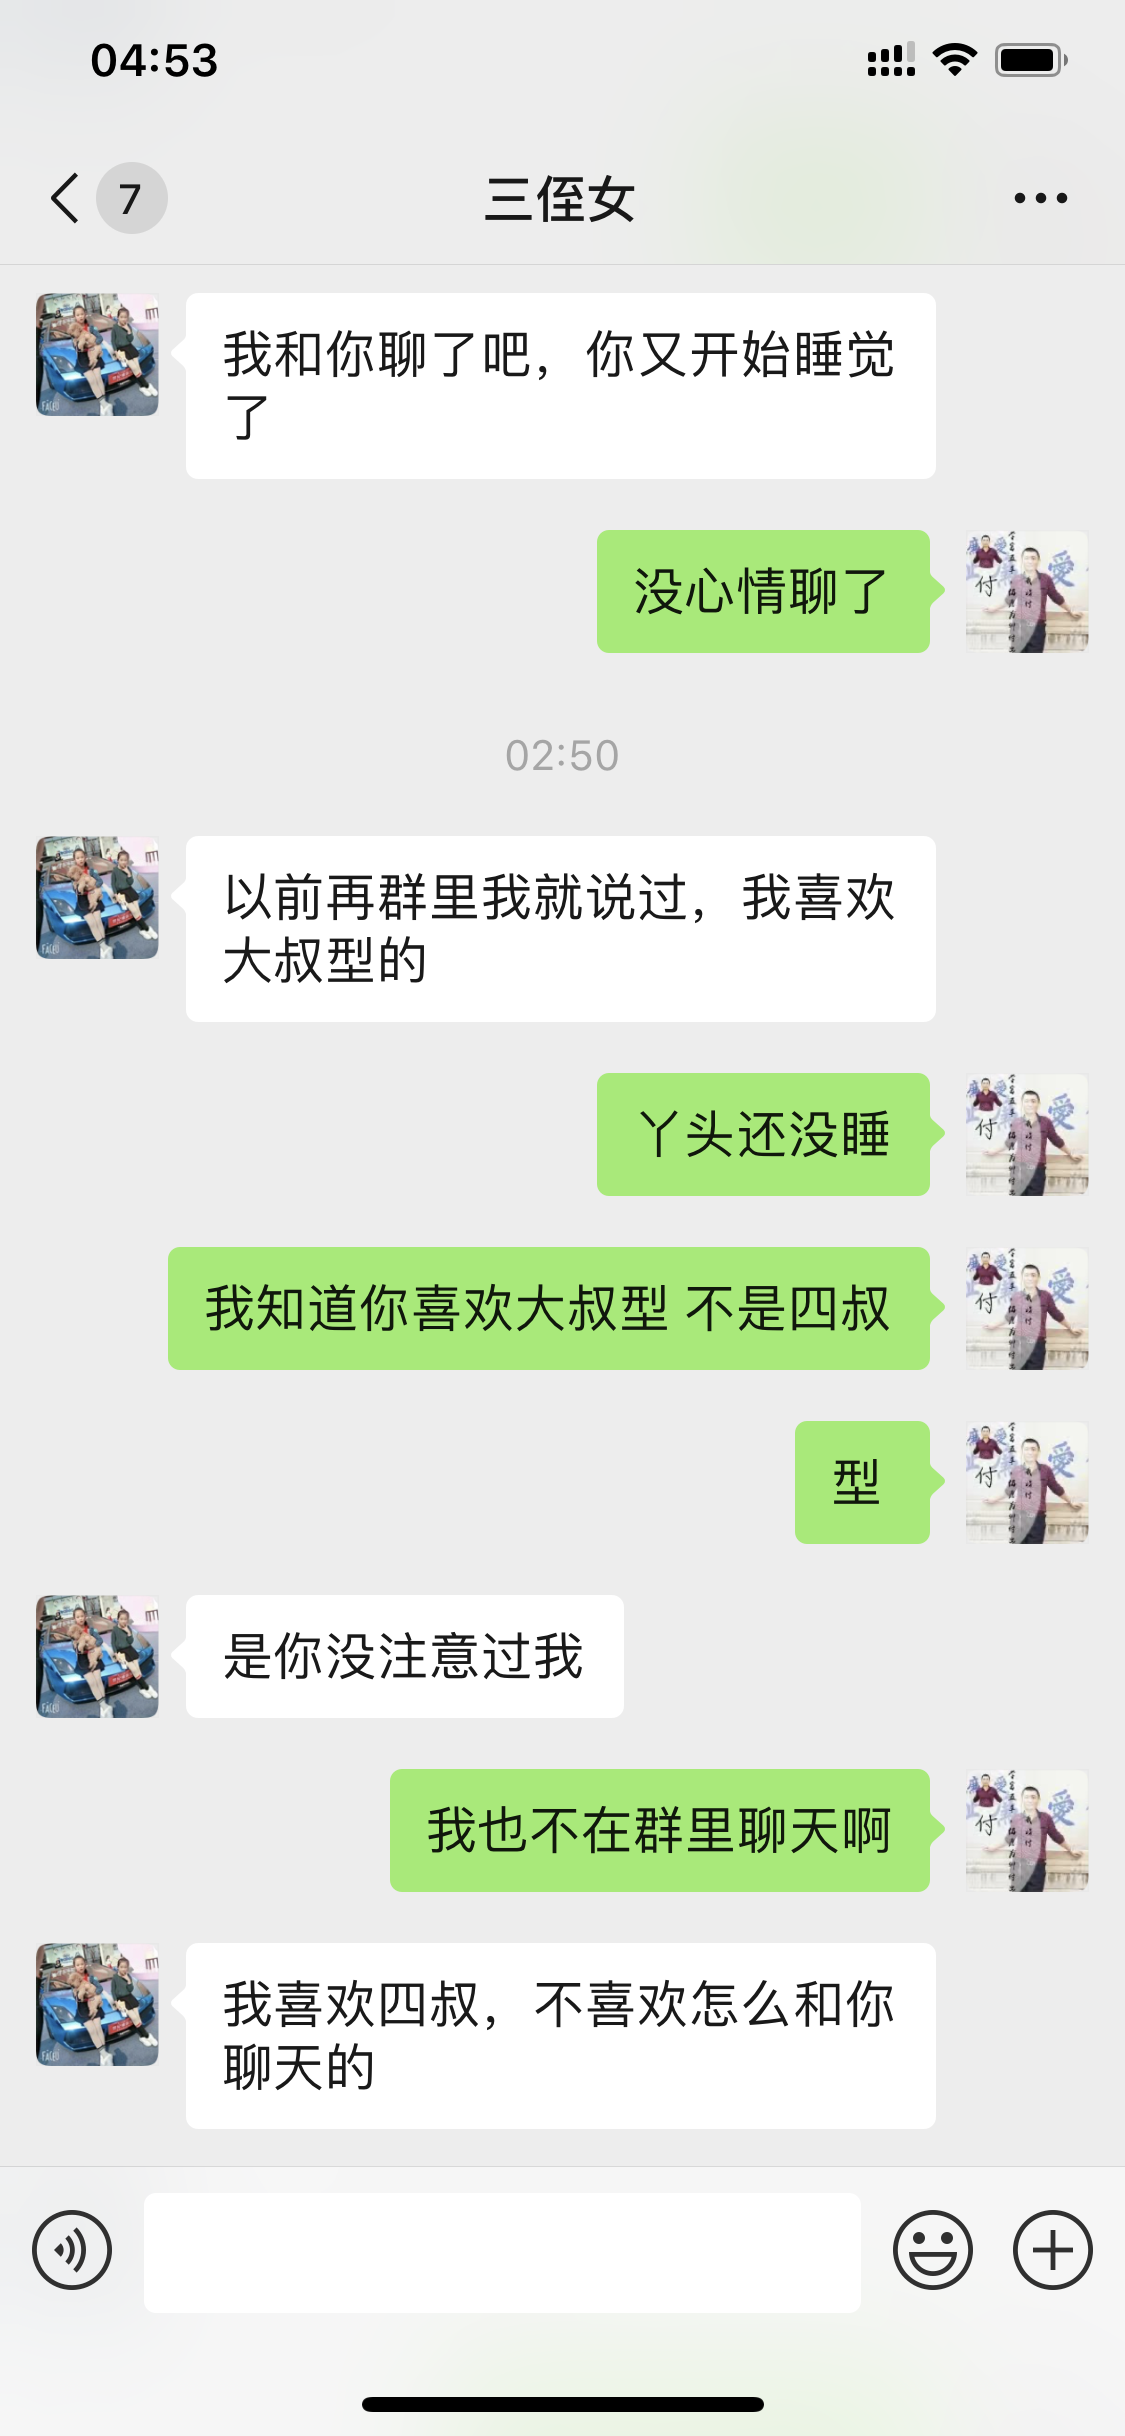 04:53
7
三侄女
我和你聊了吧，你又开始睡觉
了
没心情聊了
02:50
以前再群里我就说过，我喜欢
大叔型的
丫头还没睡
我知道你喜欢大叔型 不是四叔
型
是你没注意过我
我也不在群里聊天啊
我喜欢四叔，不喜欢怎么和你
聊天的